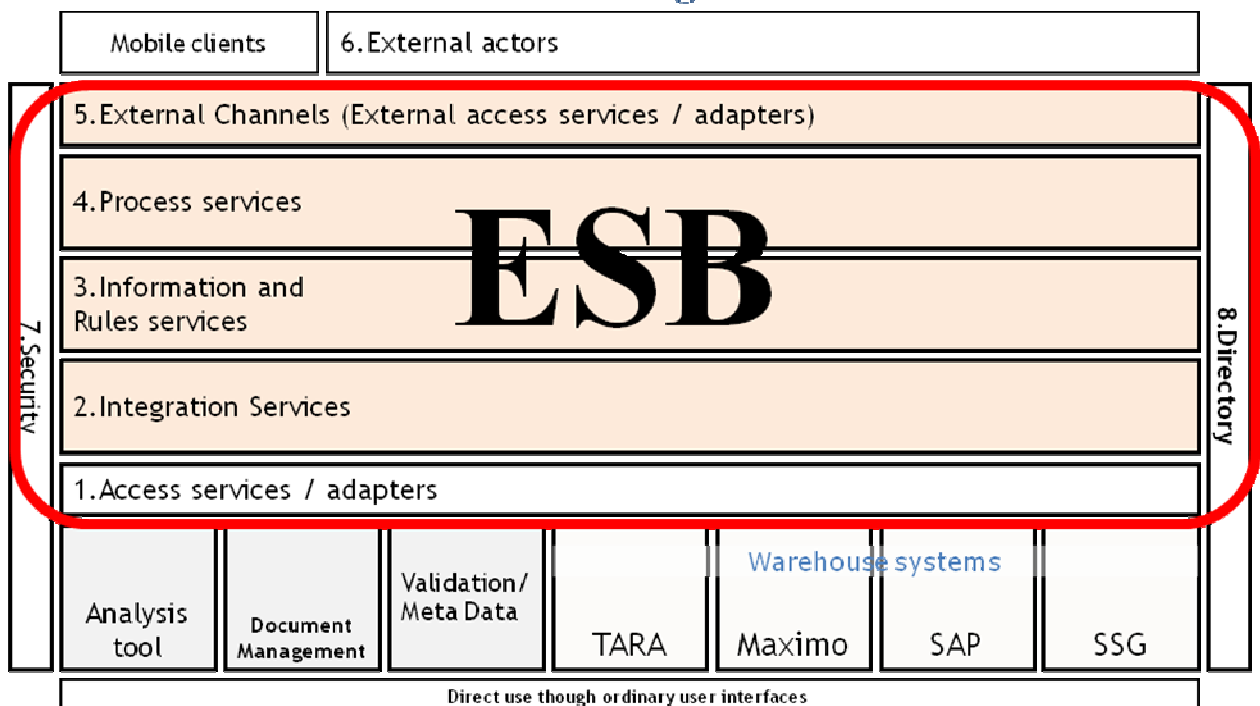 Mobile clients
6.External actors
5.External Channels (External access services / adapters)
4.Process services
ESB
3.Information and
Rules services
2.Integration Services
1.Access services / adapters
7.Security
8.Directory
Warehouse systems
Analysis
tool
Document
Management
Validation/
Meta Data
TARA
Maximo
SAP
SSG
Direct use though ordinary user interfaces